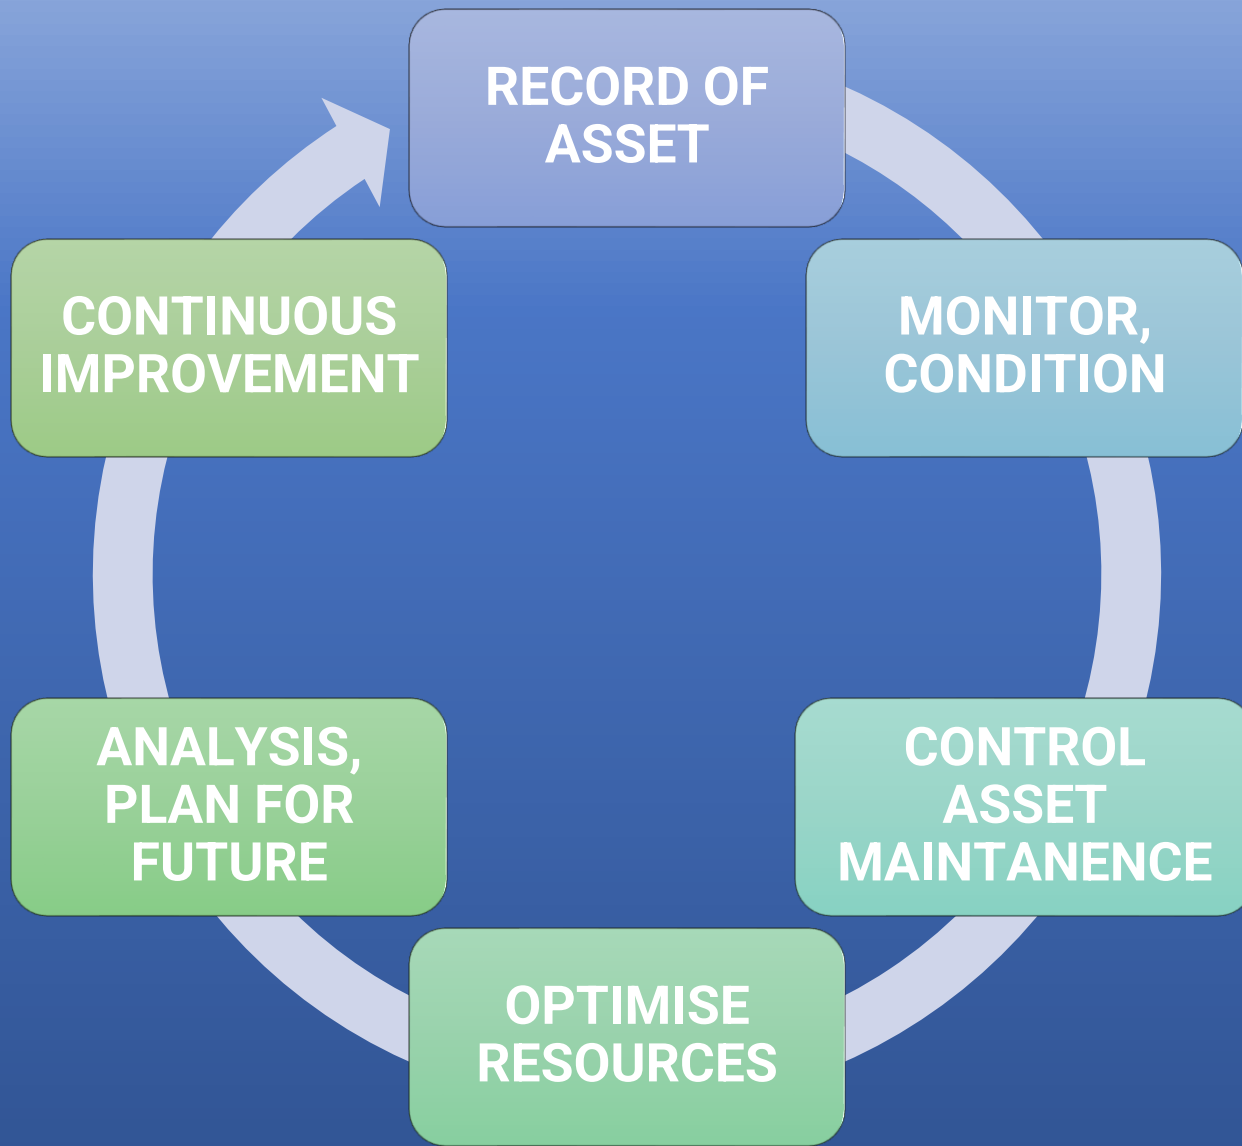 RECORD OF
ASSET
MONITOR,
CONDITION
CONTROL
ASSET
MAINTANENCE
OPTIMISE
RESOURCES
ANALYSIS,
PLAN FOR
FUTURE
CONTINUOUS
IMPROVEMENT